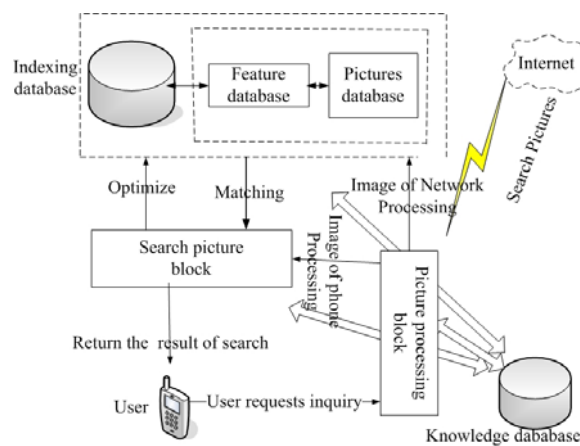 Indexing
database
Feature
database
Pictures
database
Internet
Search Pictures
Optimize
Matching
Image of Network
Processing
Search picture
block
Image of phone
Processing
Picture processing
block
Return the result of search
User
User requests inquiry
Knowledge dababase